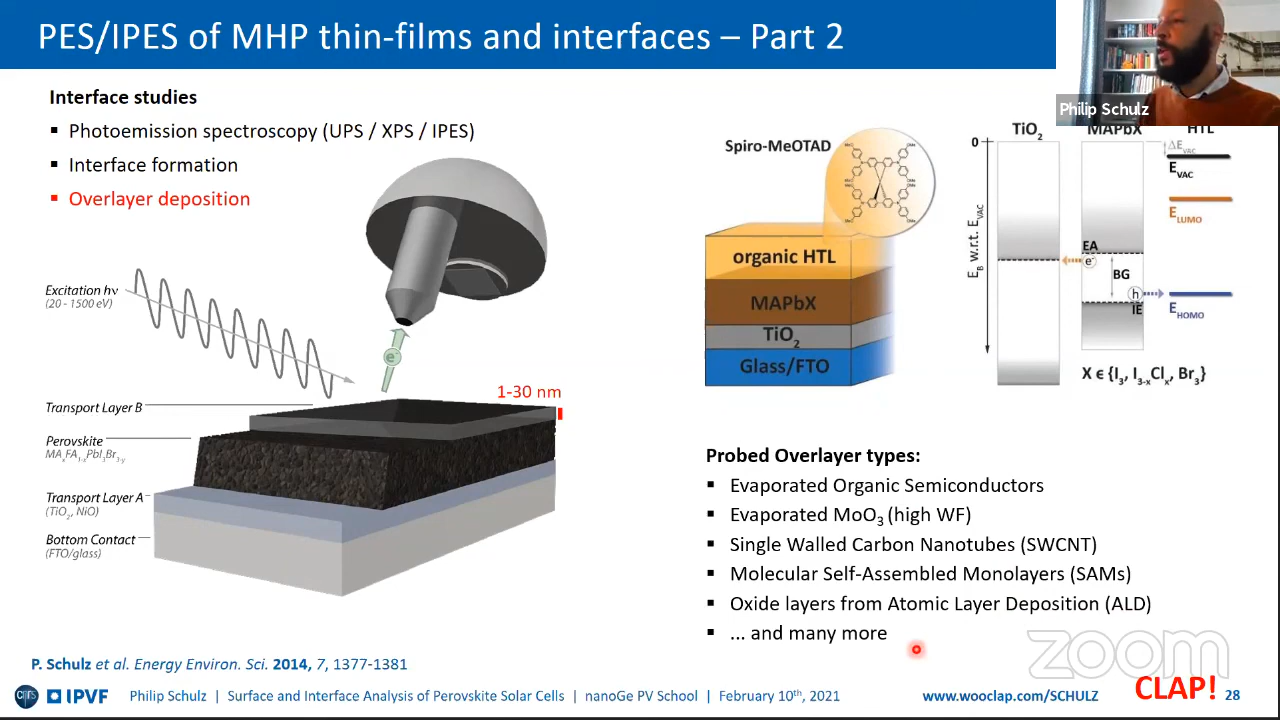 PES/IPES of MHP thin-films and interfaces – Part 2
Philip Schulz
Interface studies
▪ Photoemission spectroscopy (UPS / XPS / IPES)
▪ Interface formation
▪ Overlayer deposition
Excitation hν
(20 - 1500 eV)
e⁻
1-30 nm
Transport Layer B
Perovskite
MAₓFA₁₋ₓPbI₃Br₃₋ᵧ
Transport Layer A
(TiO₂, NiO)
Bottom Contact
(FTO/glass)
Spiro-MeOTAD
organic HTL
MAPbX
TiO₂
Glass/FTO
TiO₂
MAPbX
HTL
0
ΔE_VAC
E_VAC
E_LUMO
E_B w.r.t. E_VAC
EA
e⁻
BG
h
IE
E_HOMO
X ϵ {I₃, I₃₋ₓClₓ, Br₃}
Probed Overlayer types:
▪ Evaporated Organic Semiconductors
▪ Evaporated MoO₃ (high WF)
▪ Single Walled Carbon Nanotubes (SWCNT)
▪ Molecular Self-Assembled Monolayers (SAMs)
▪ Oxide layers from Atomic Layer Deposition (ALD)
▪ ... and many more
zoom
P. Schulz et al. Energy Environ. Sci. 2014, 7, 1377-1381
cnrs IPVF Philip Schulz | Surface and Interface Analysis of Perovskite Solar Cells | nanoGe PV School | February 10th, 2021 www.wooclap.com/SCHULZ CLAP! 28